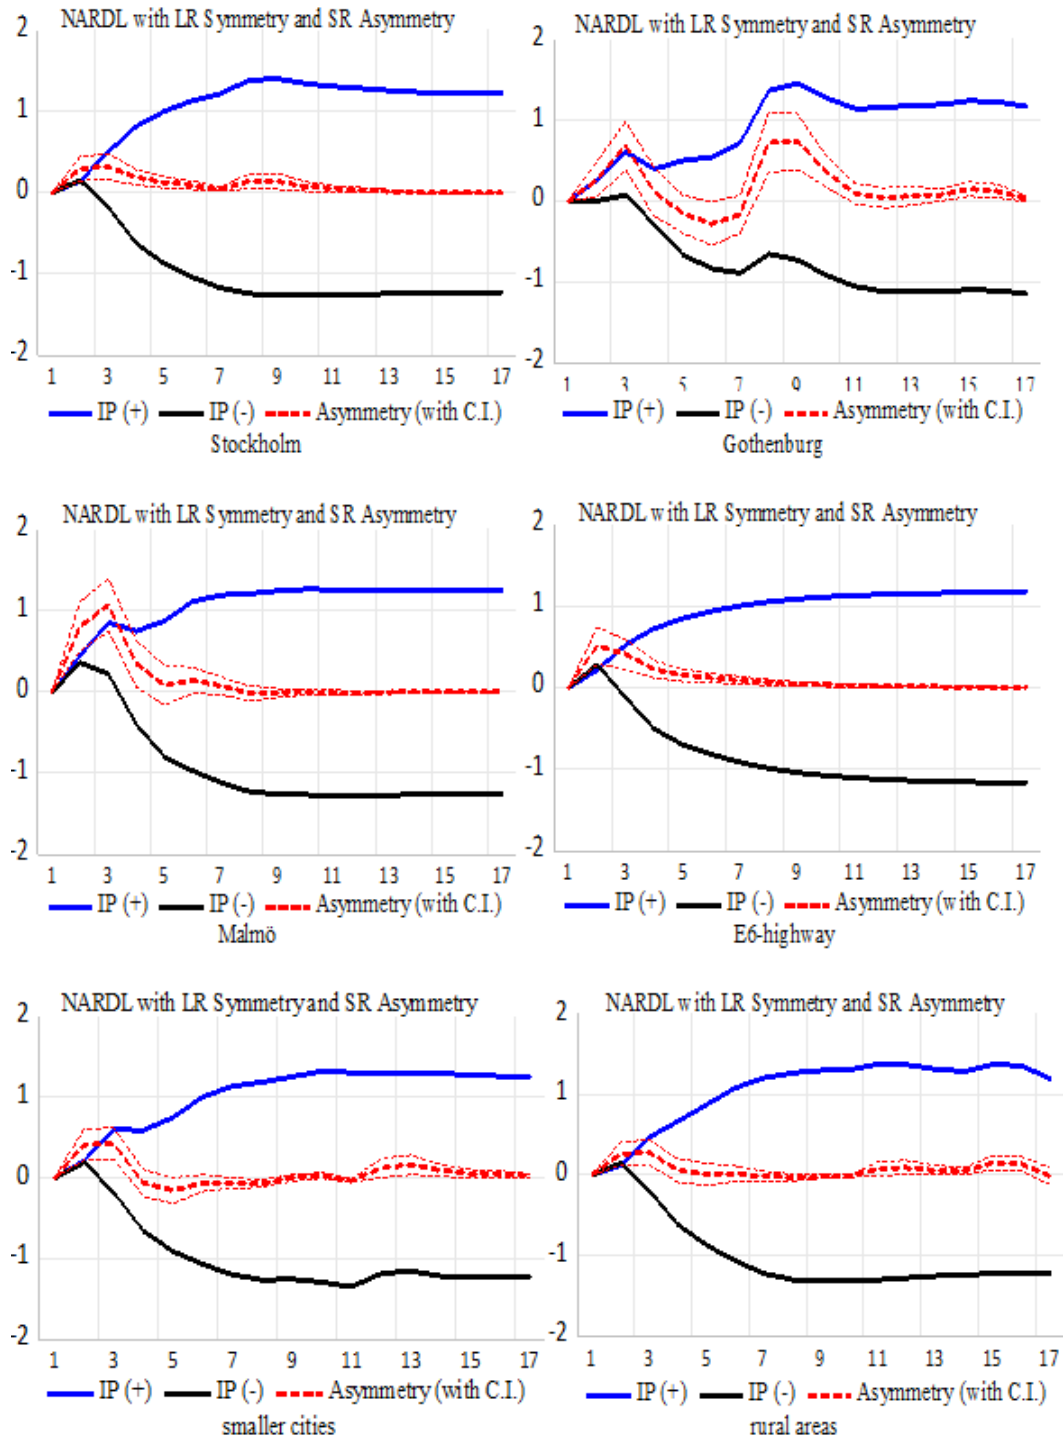 NARDL with LR Symmetry and SR Asymmetry
2
1
0
-1
-2
1 3 5 7 9 11 13 15 17
IP (+) IP (-) Asymmetry (with C.I.)
Stockholm
NARDL with LR Symmetry and SR Asymmetry
2
1
0
-1
-2
1 3 5 7 9 11 13 15 17
IP (+) IP (-) Asymmetry (with C.I.)
Gothenburg
NARDL with LR Symmetry and SR Asymmetry
2
1
0
-1
-2
1 3 5 7 9 11 13 15 17
IP (+) IP (-) Asymmetry (with C.I.)
Malmö
NARDL with LR Symmetry and SR Asymmetry
2
1
0
-1
-2
1 3 5 7 9 11 13 15 17
IP (+) IP (-) Asymmetry (with C.I.)
E6-highway
NARDL with LR Symmetry and SR Asymmetry
2
1
0
-1
-2
1 3 5 7 9 11 13 15 17
IP (+) IP (-) Asymmetry (with C.I.)
smaller cities
NARDL with LR Symmetry and SR Asymmetry
2
1
0
-1
-2
1 3 5 7 9 11 13 15 17
IP (+) IP (-) Asymmetry (with C.I.)
rural areas